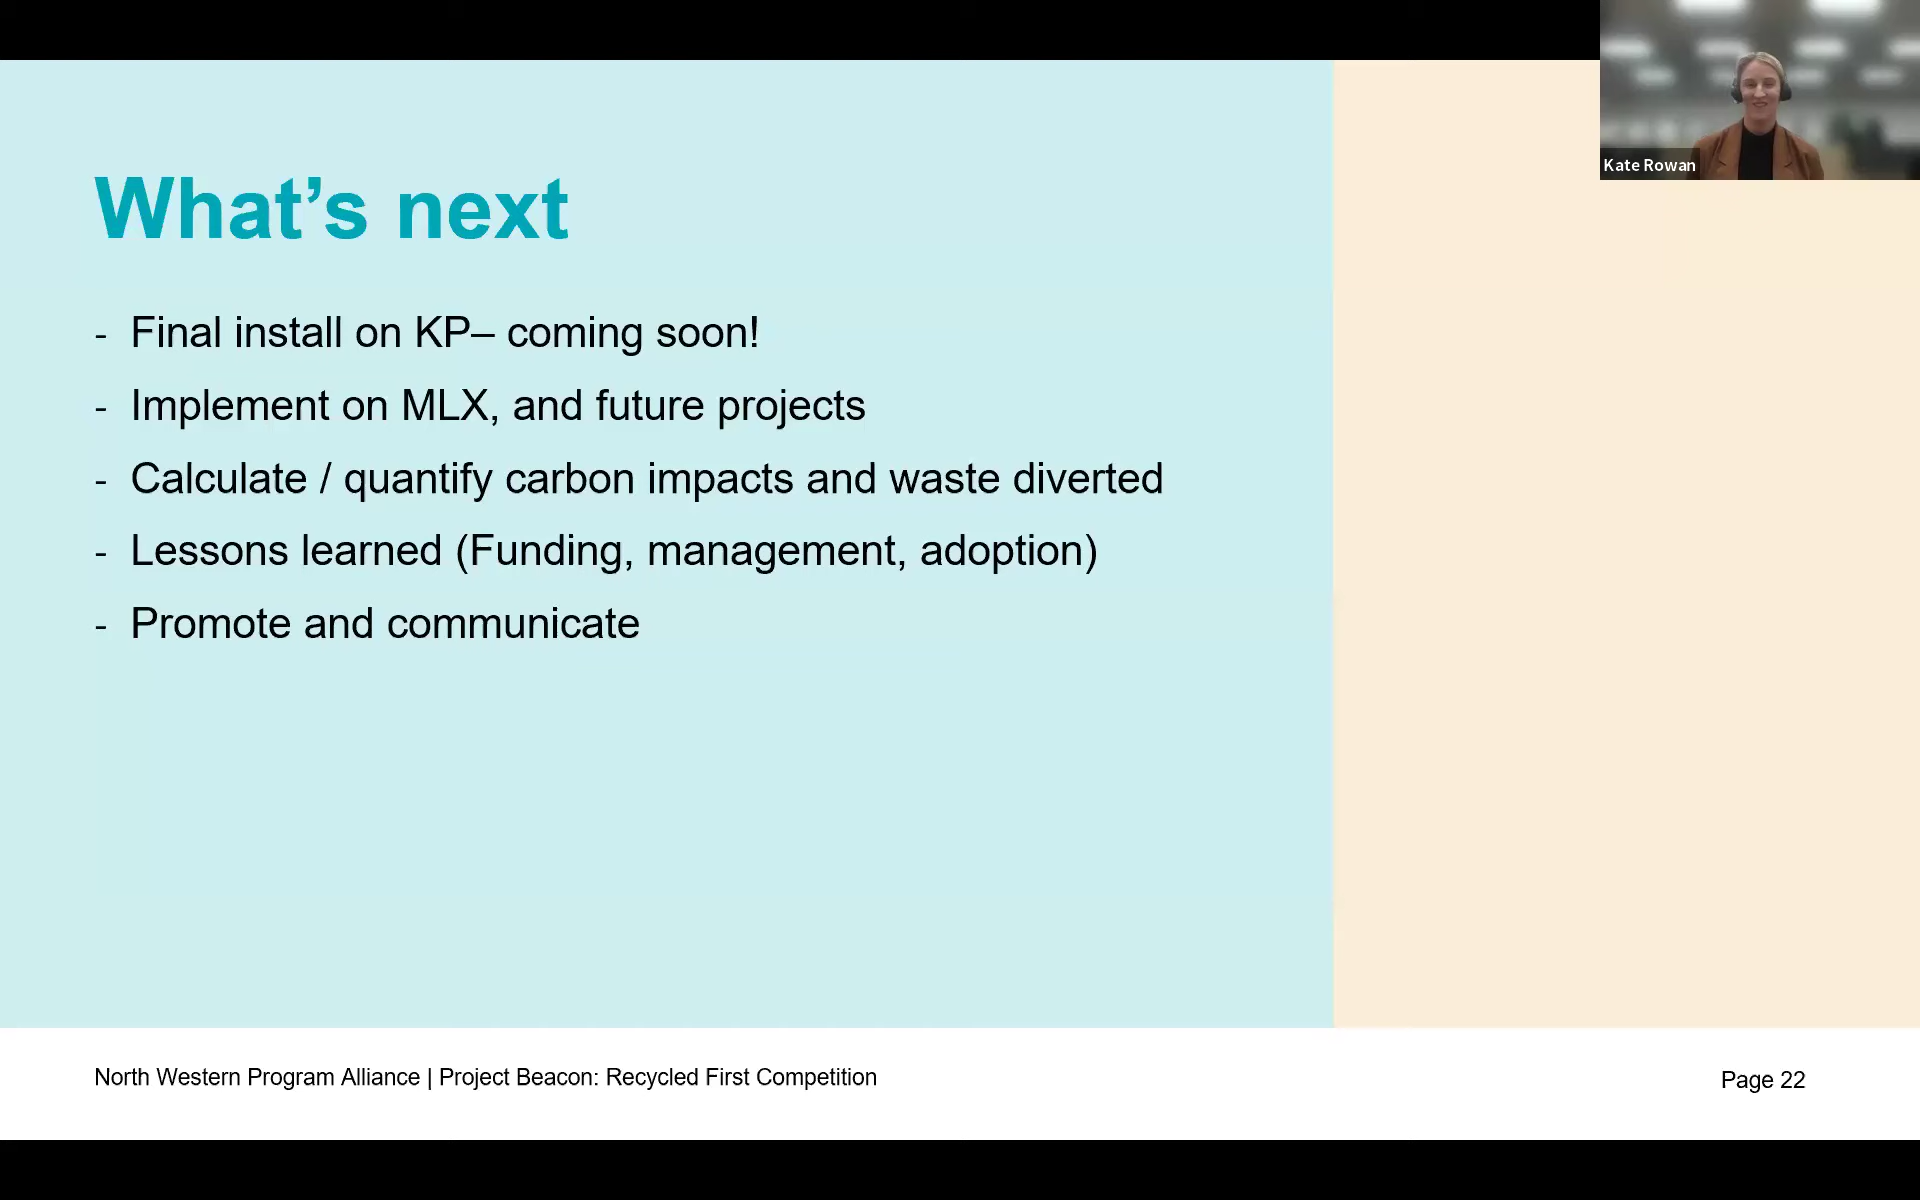 Kate Rowan
What’s next
- Final install on KP– coming soon!
- Implement on MLX, and future projects
- Calculate / quantify carbon impacts and waste diverted
- Lessons learned (Funding, management, adoption)
- Promote and communicate
North Western Program Alliance | Project Beacon: Recycled First Competition
Page 22